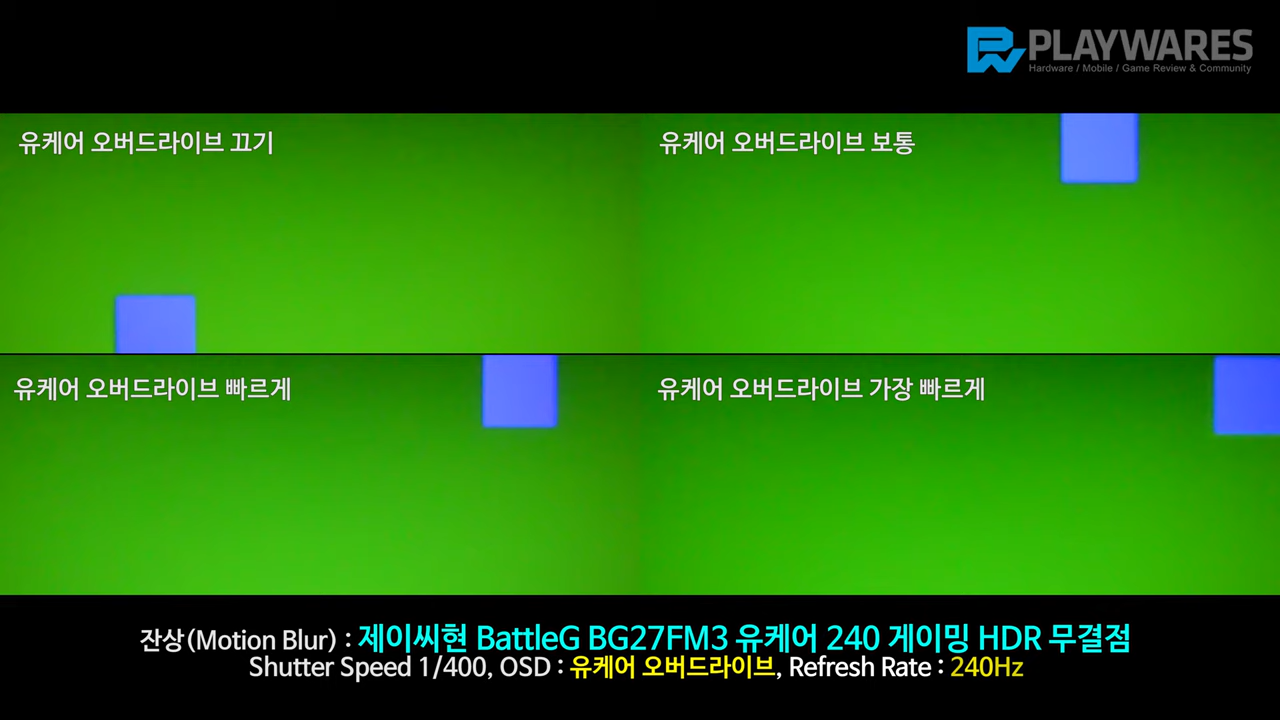 PLAYWARES
Hardware / Mobile / Game Review & Community
유케어 오버드라이브 끄기
유케어 오버드라이브 보통
유케어 오버드라이브 빠르게
유케어 오버드라이브 가장 빠르게
잔상(Motion Blur) : 제이씨현 BattleG BG27FM3 유케어 240 게이밍 HDR 무결점
Shutter Speed 1/400, OSD : 유케어 오버드라이브, Refresh Rate : 240Hz